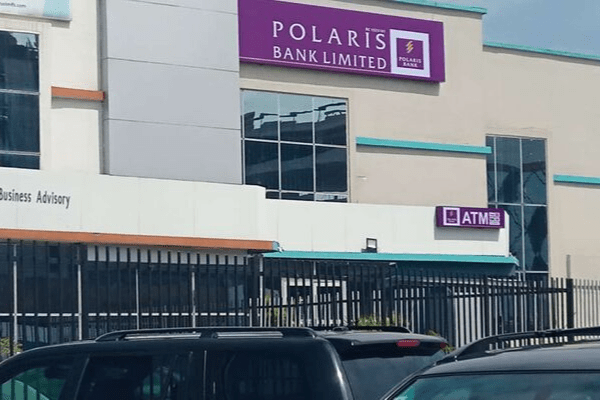 POLARIS
BANK LIMITED
POLARIS
BANK
Business Advisory
ATM